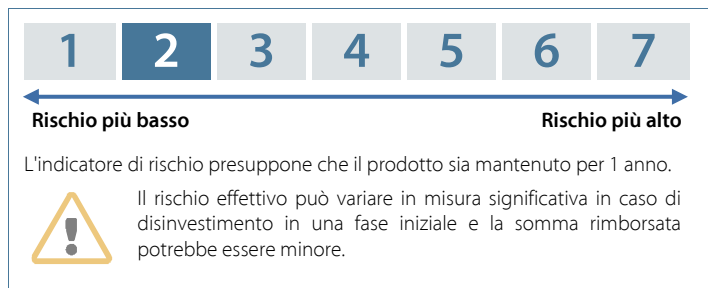 1 2 3 4 5 6 7
Rischio più basso Rischio più alto
L'indicatore di rischio presuppone che il prodotto sia mantenuto per 1 anno.
Il rischio effettivo può variare in misura significativa in caso di
disinvestimento in una fase iniziale e la somma rimborsata
potrebbe essere minore.